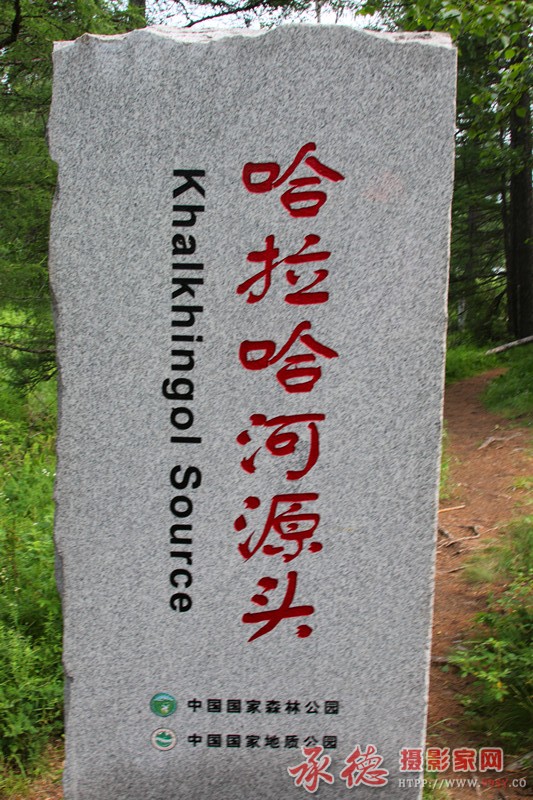 哈拉哈河源头
Khalkhingol Source
中国国家森林公园
中国国家地质公园
承德 摄影家网